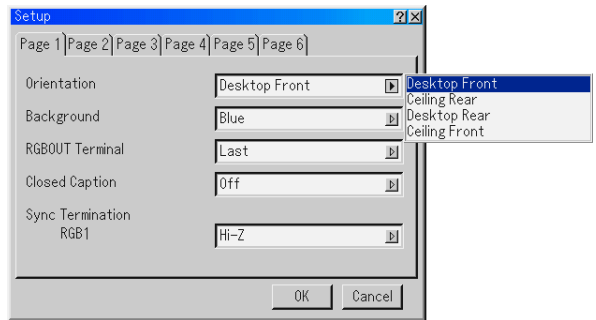 Setup
Page 1 Page 2 Page 3 Page 4 Page 5 Page 6
Orientation Desktop Front
Desktop Front
Ceiling Rear
Desktop Rear
Ceiling Front
Background Blue
RGBOUT Terminal Last
Closed Caption Off
Sync Termination
RGB1 Hi-Z
OK Cancel